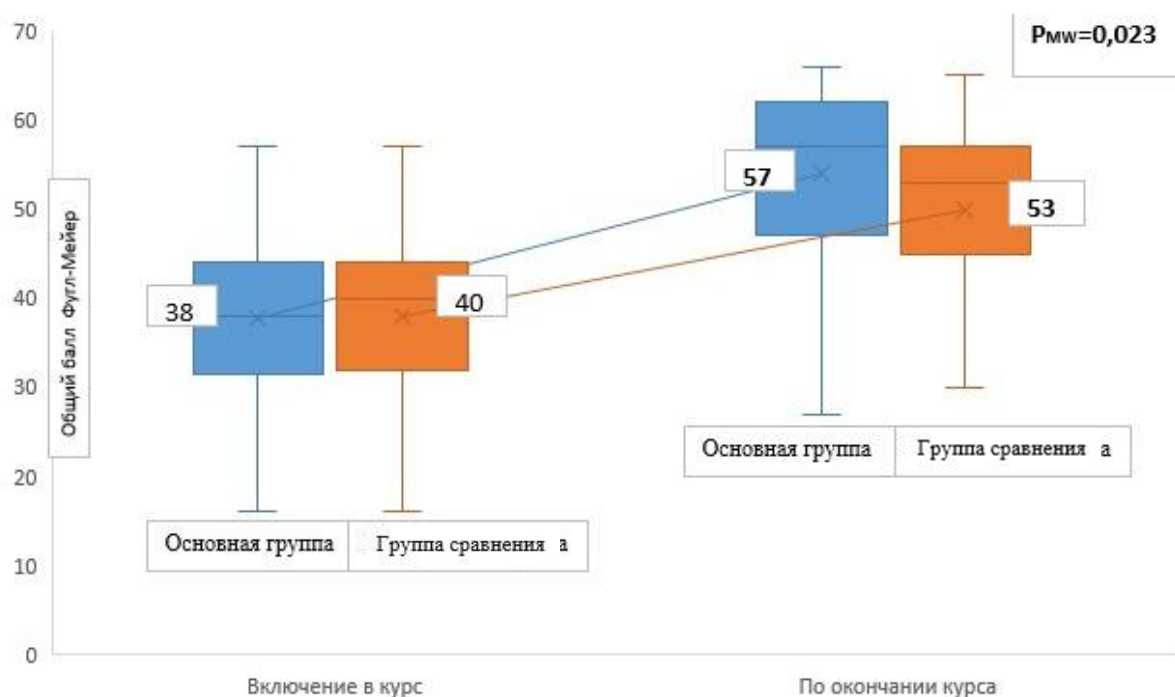 70
PMW=0,023
60
57
50
53
Общий балл Фугл-Мейер
40
38
40
30
Основная группа
Группа сравнения а
20
Основная группа
Группа сравнения а
10
0
Включение в курс
По окончании курса